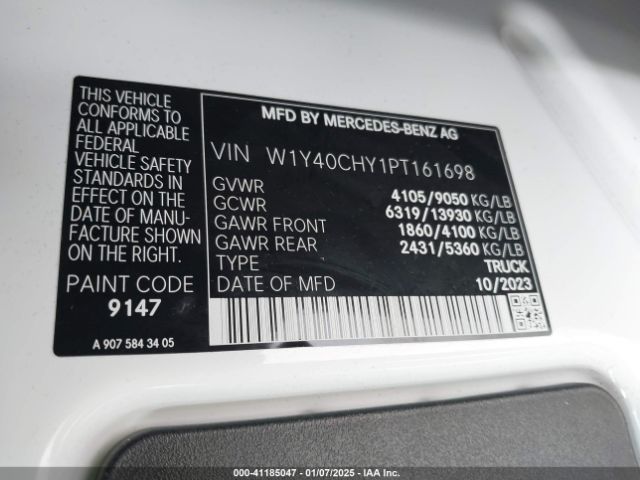 THIS VEHICLE
CONFORMS TO
ALL APPLICABLE
FEDERAL
VEHICLE SAFETY
STANDARDS IN
EFFECT ON THE
DATE OF MANU-
FACTURE SHOWN
ON THE RIGHT.
PAINT CODE
9147
A 907 584 34 05
MFD BY MERCEDES-BENZ AG
VIN W1Y40CHY1PT161698
GVWR 4105/9050 KG/LB
GCWR 6319/13930 KG/LB
GAWR FRONT 1860/4100 KG/LB
GAWR REAR 2431/5360 KG/LB
TYPE TRUCK
DATE OF MFD 10/2023
000-41185047 — 01/07/2025 — IAA Inc.